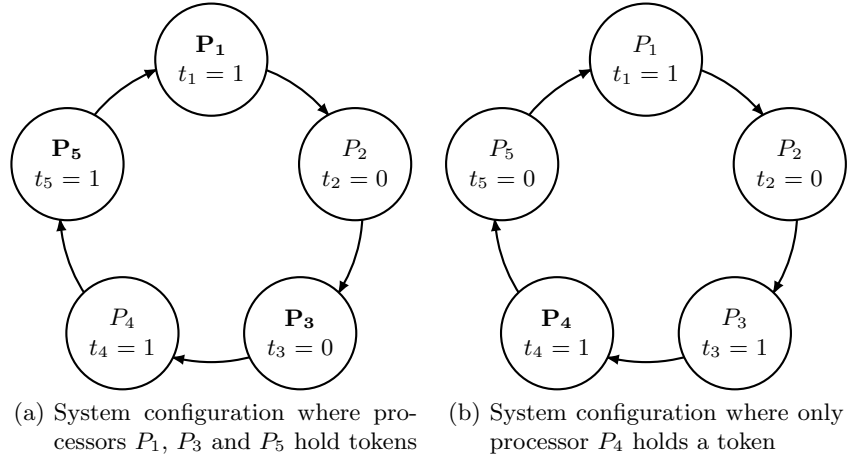 P₁
t₁ = 1
P₅
t₅ = 1
P₂
t₂ = 0
P₄
t₄ = 1
P₃
t₃ = 0
(a) System configuration where pro-
cessors P₁, P₃ and P₅ hold tokens
P₁
t₁ = 1
P₅
t₅ = 0
P₂
t₂ = 0
P₄
t₄ = 1
P₃
t₃ = 1
(b) System configuration where only
processor P₄ holds a token